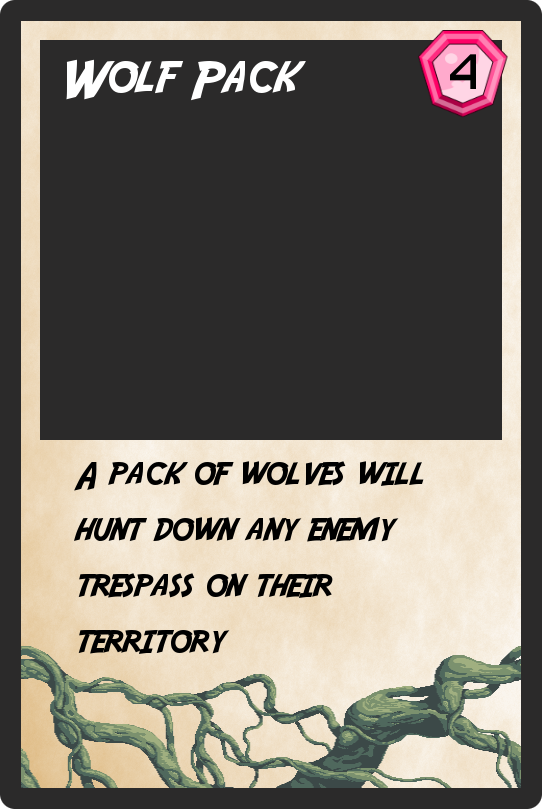 Wolf Pack
4
A pack of wolves will
hunt down any enemy
trespass on their
territory